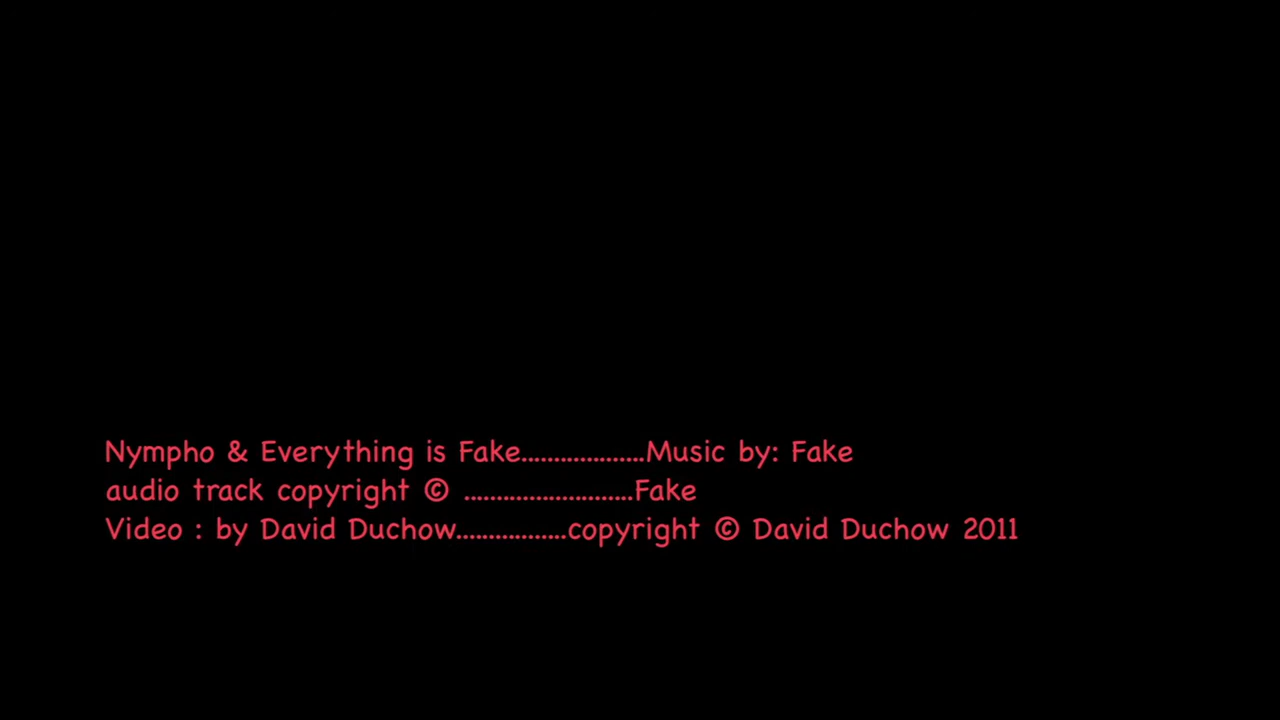 Nympho & Everything is Fake...................Music by: Fake
audio track copyright © ..........................Fake
Video : by David Duchow.................copyright © David Duchow 2011